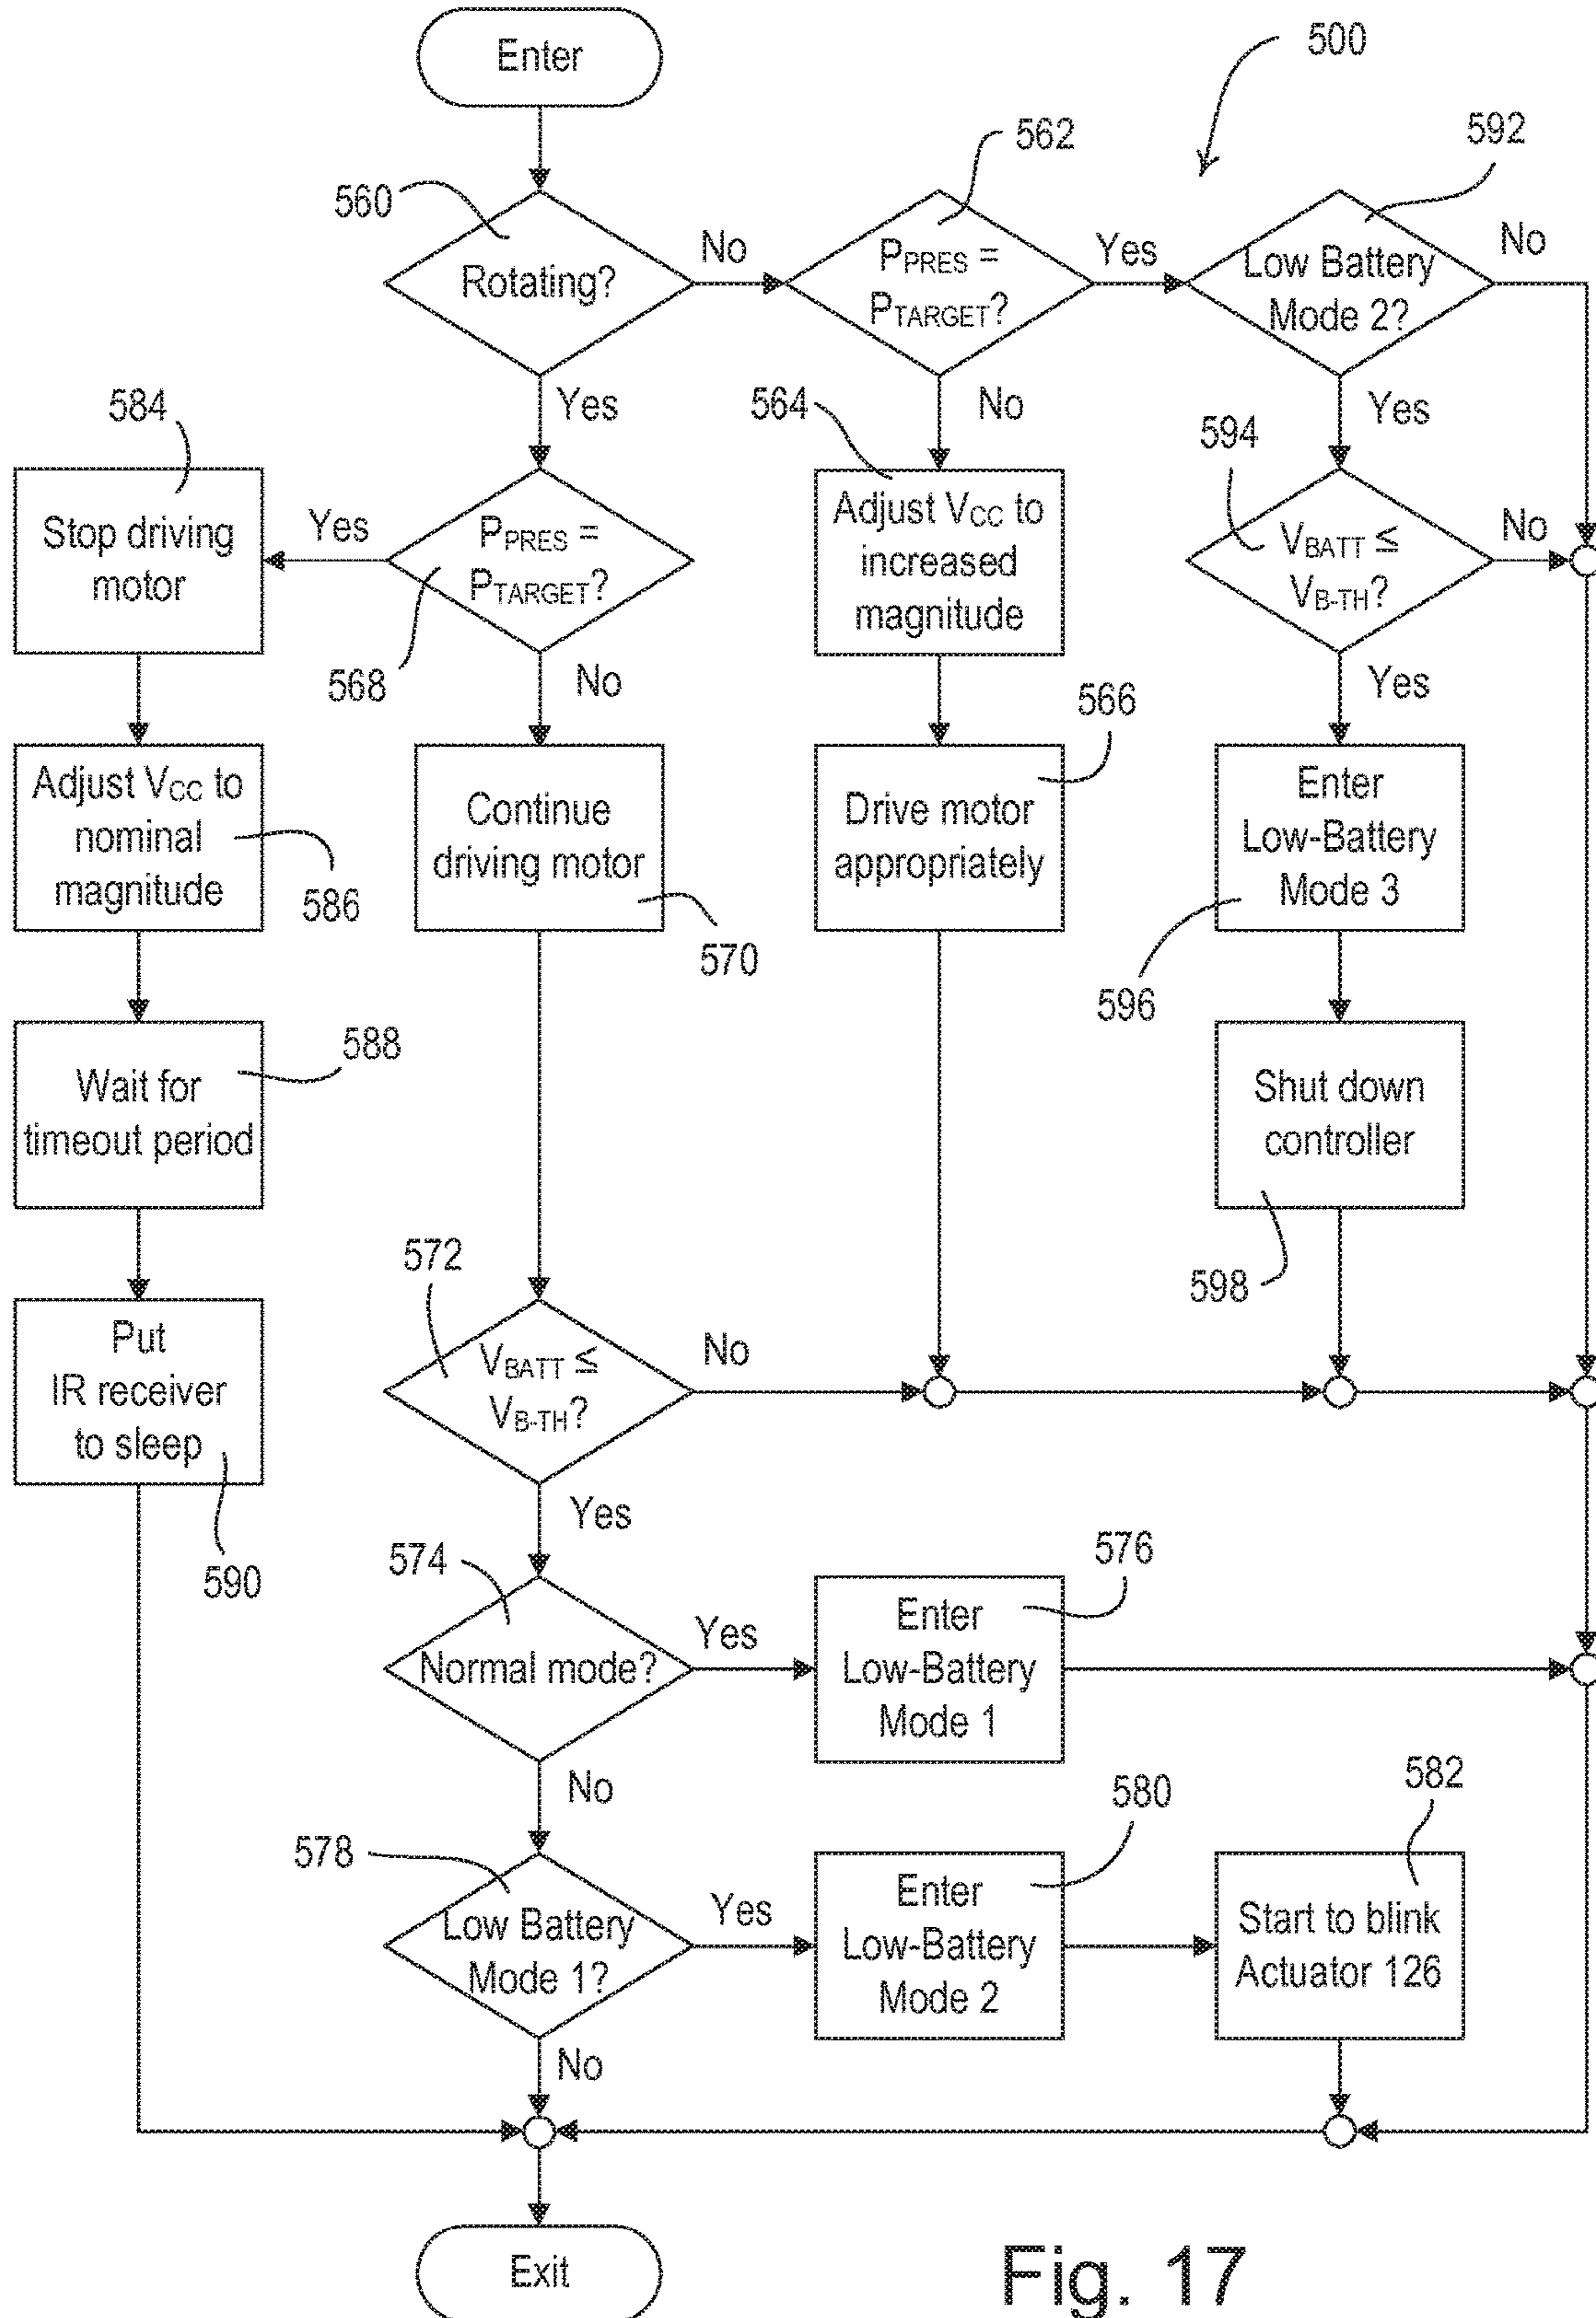 Enter
500
560
Rotating?
No
562
PPRES =
PTARGET?
Yes
592
Low Battery
Mode 2?
No
Yes
No
Yes
584
Stop driving
motor
Yes
PPRES =
PTARGET?
568
No
564
Adjust VCC to
increased
magnitude
594
VBATT ≤
VB-TH?
No
Yes
Adjust VCC to
nominal
magnitude
586
Continue
driving motor
570
566
Drive motor
appropriately
Enter
Low-Battery
Mode 3
596
588
Wait for
timeout period
Shut down
controller
598
Put
IR receiver
to sleep
590
572
VBATT ≤
VB-TH?
No
Yes
574
Normal mode?
Yes
576
Enter
Low-Battery
Mode 1
No
578
Low Battery
Mode 1?
Yes
580
Enter
Low-Battery
Mode 2
582
Start to blink
Actuator 126
No
Exit
Fig. 17